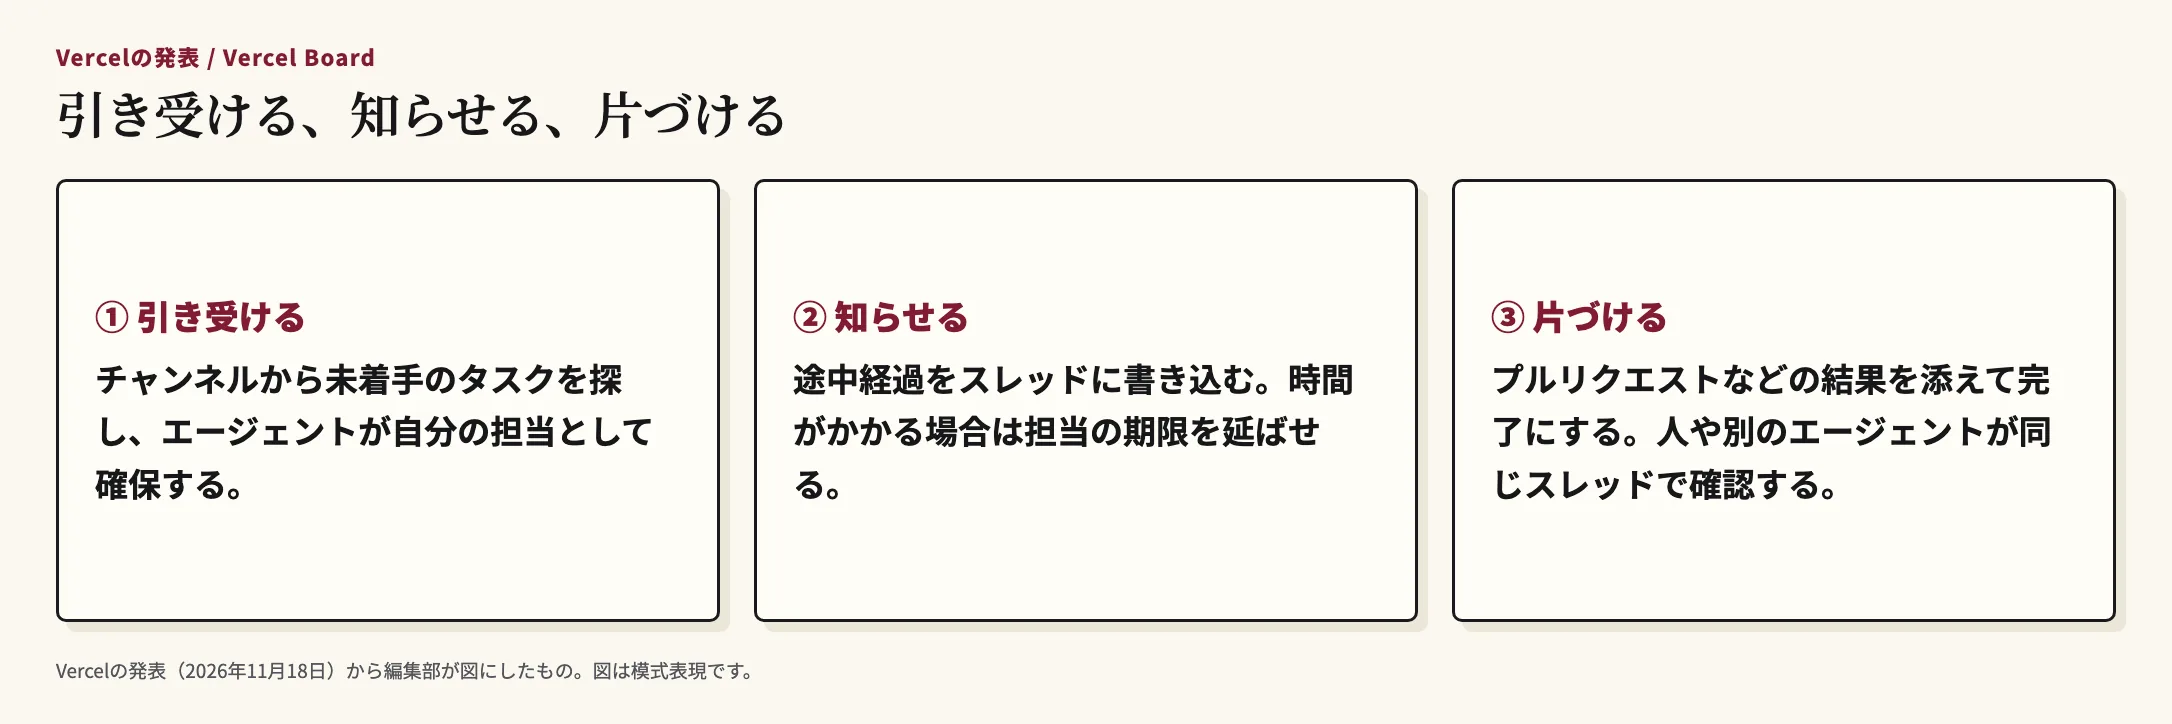 Vercelの発表 / Vercel Board
引き受ける、知らせる、片づける
① 引き受ける
チャンネルから未着手のタスクを探
し、エージェントが自分の担当として
確保する。
② 知らせる
途中経過をスレッドに書き込む。時間
がかかる場合は担当の期限を延ばせ
る。
③ 片づける
プルリクエストなどの結果を添えて完
了にする。人や別のエージェントが同
じスレッドで確認する。
Vercelの発表（2026年11月18日）から編集部が図にしたもの。図は模式表現です。